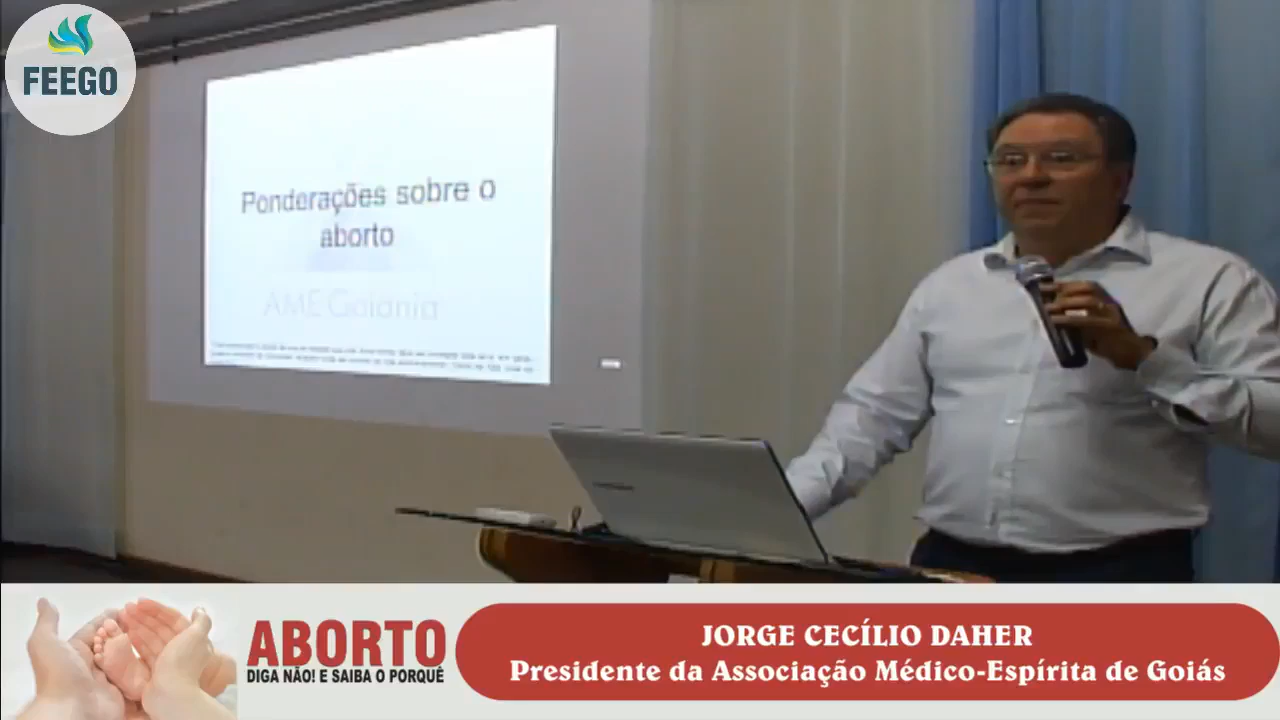 FEEGO
Ponderações sobre o
aborto
AME Goiania
ABORTO
DIGA NÃO! E SAIBA O PORQUÊ
JORGE CECÍLIO DAHER
Presidente da Associação Médico-Espírita de Goiás